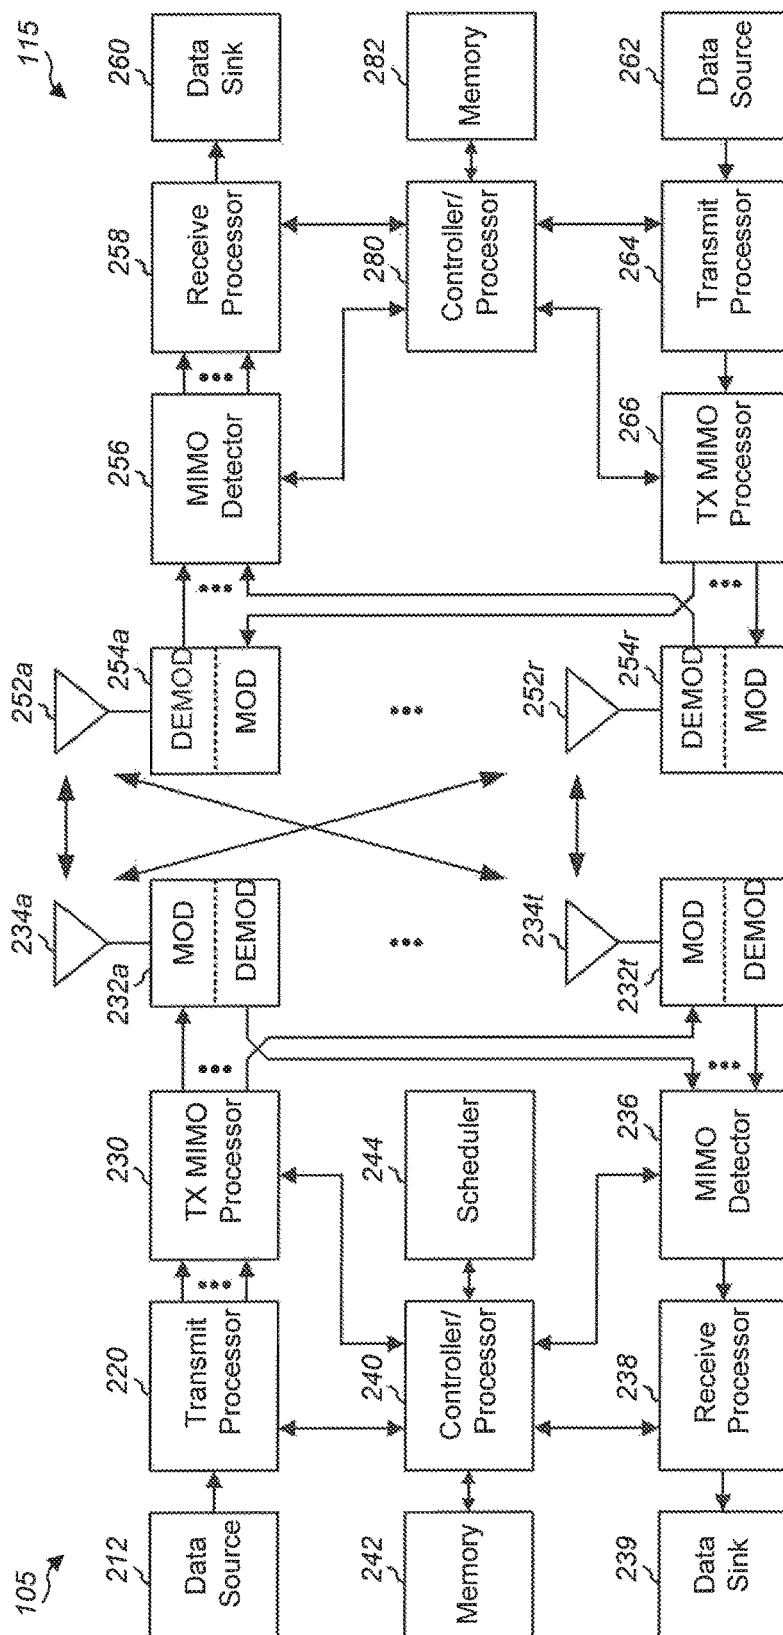 105
212
Data
Source
220
Transmit
Processor
230
TX MIMO
Processor
232a
MOD
DEMOD
234a
252a
254a
DEMOD
MOD
256
MIMO
Detector
258
Receive
Processor
260
Data
Sink
115
242
Memory
240
Controller/
Processor
244
Scheduler
280
Controller/
Processor
282
Memory
239
Data
Sink
238
Receive
Processor
236
MIMO
Detector
232t
MOD
DEMOD
234t
252r
254r
DEMOD
MOD
266
TX MIMO
Processor
264
Transmit
Processor
262
Data
Source